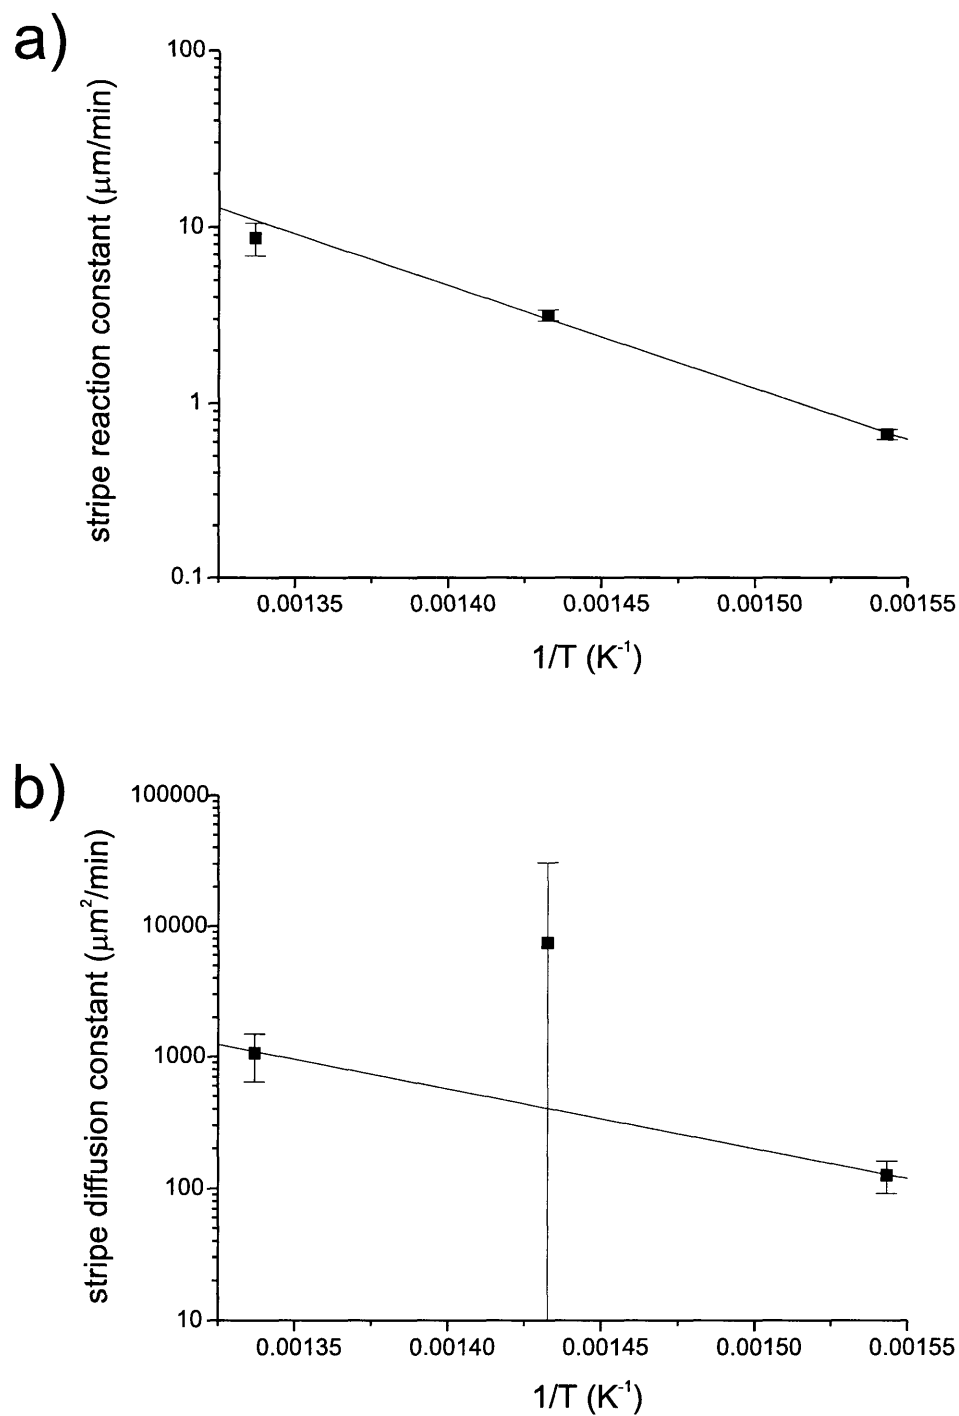 a)
stripe reaction constant (μm/min)
100
10
1
0.1
0.00135 0.00140 0.00145 0.00150 0.00155
1/T (K⁻¹)
b)
stripe diffusion constant (μm²/min)
100000
10000
1000
100
10
0.00135 0.00140 0.00145 0.00150 0.00155
1/T (K⁻¹)